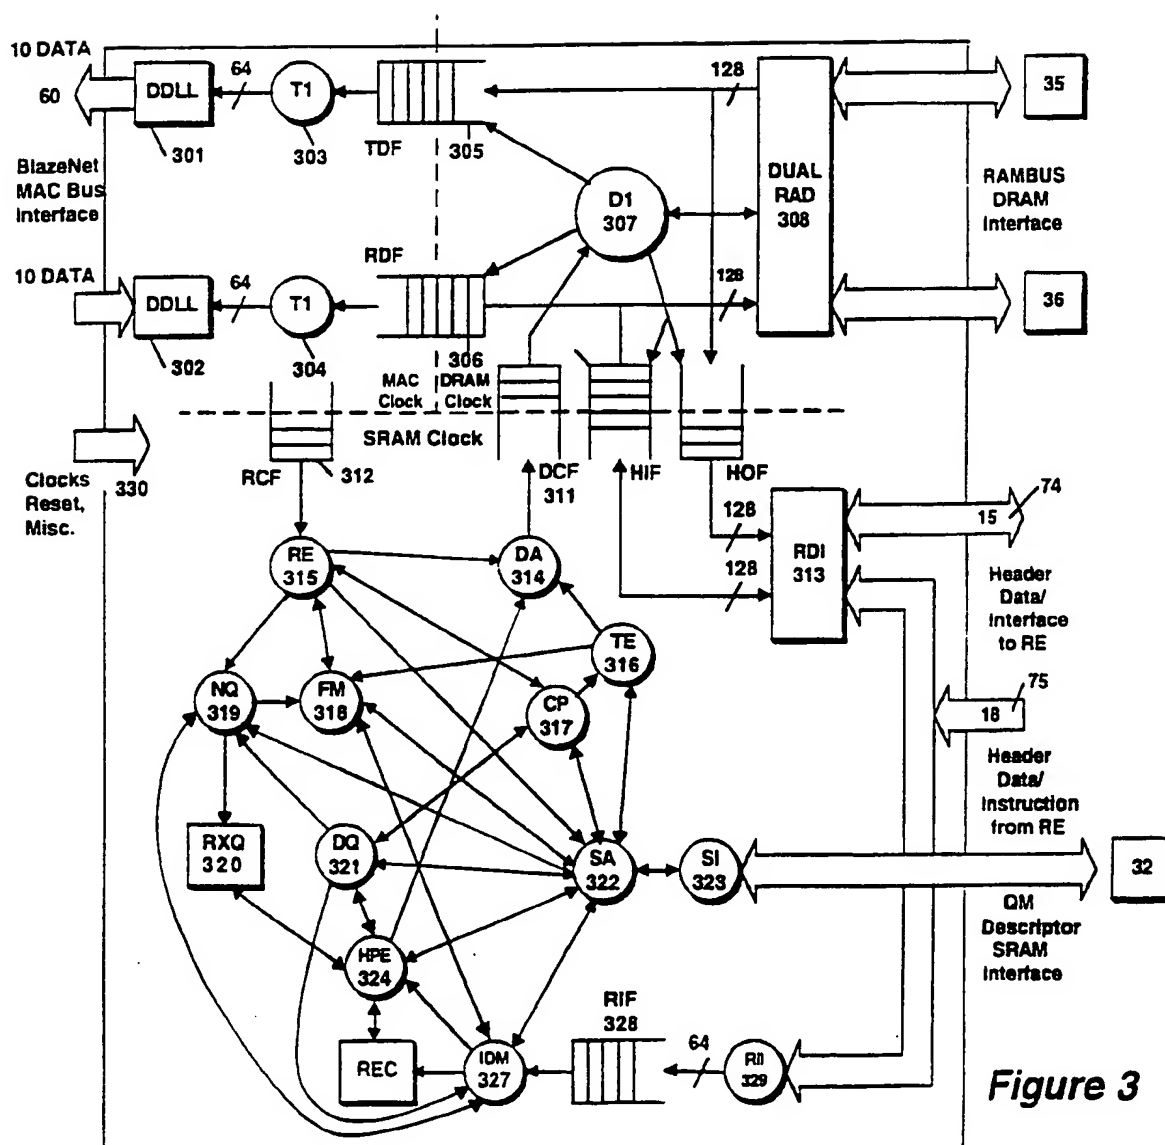 10 DATA
60
DDLL
301
64
T1
303
TDF
305
128
DUAL
RAD
308
35
BlazeNet
MAC Bus
Interface
D1
307
RAMBUS
DRAM
Interface
RDF
10 DATA
DDLL
302
64
T1
304
306
128
36
MAC
Clock
DRAM
Clock
SRAM Clock
Clocks
Reset,
Misc.
330
RCF
312
DCF
311
HIF
HOF
128
128
RDI
313
15
74
Header
Data/
Interface
to RE
RE
315
DA
314
TE
316
NQ
319
FM
318
CP
317
18
75
Header
Data/
Instruction
from RE
RXQ
320
DQ
321
SA
322
SI
323
32
QM
Descriptor
SRAM
Interface
HPE
324
REC
IDM
327
RIF
328
64
RII
329
Figure 3